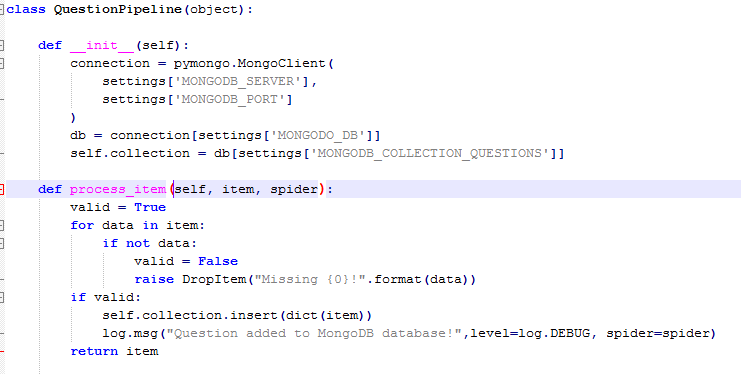 class QuestionPipeline(object):
def __init__(self):
connection = pymongo.MongoClient(
settings['MONGODB_SERVER'],
settings['MONGODB_PORT']
)
db = connection[settings['MONGODO_DB']]
self.collection = db[settings['MONGODB_COLLECTION_QUESTIONS']]
def process_item(self, item, spider):
valid = True
for data in item:
if not data:
valid = False
raise DropItem("Missing {0}!".format(data))
if valid:
self.collection.insert(dict(item))
log.msg("Question added to MongoDB database!",level=log.DEBUG, spider=spider)
return item